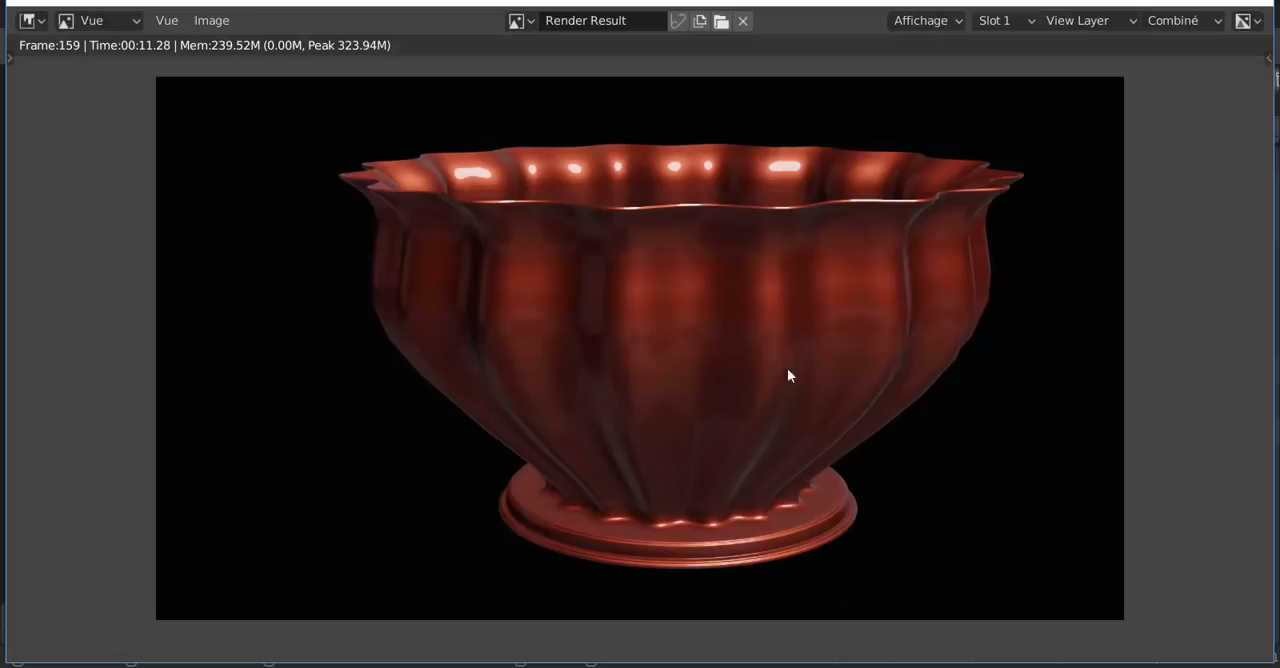 Vue Vue Image Render Result Affichage Slot 1 View Layer Combiné
Frame:159 | Time:00:11.28 | Mem:239.52M (0.00M, Peak 323.94M)